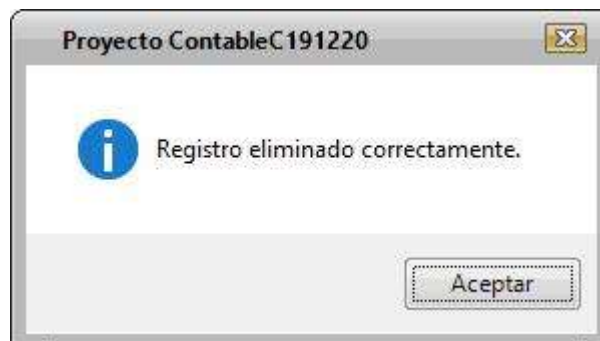 Proyecto ContableC191220
Registro eliminado correctamente.
Aceptar